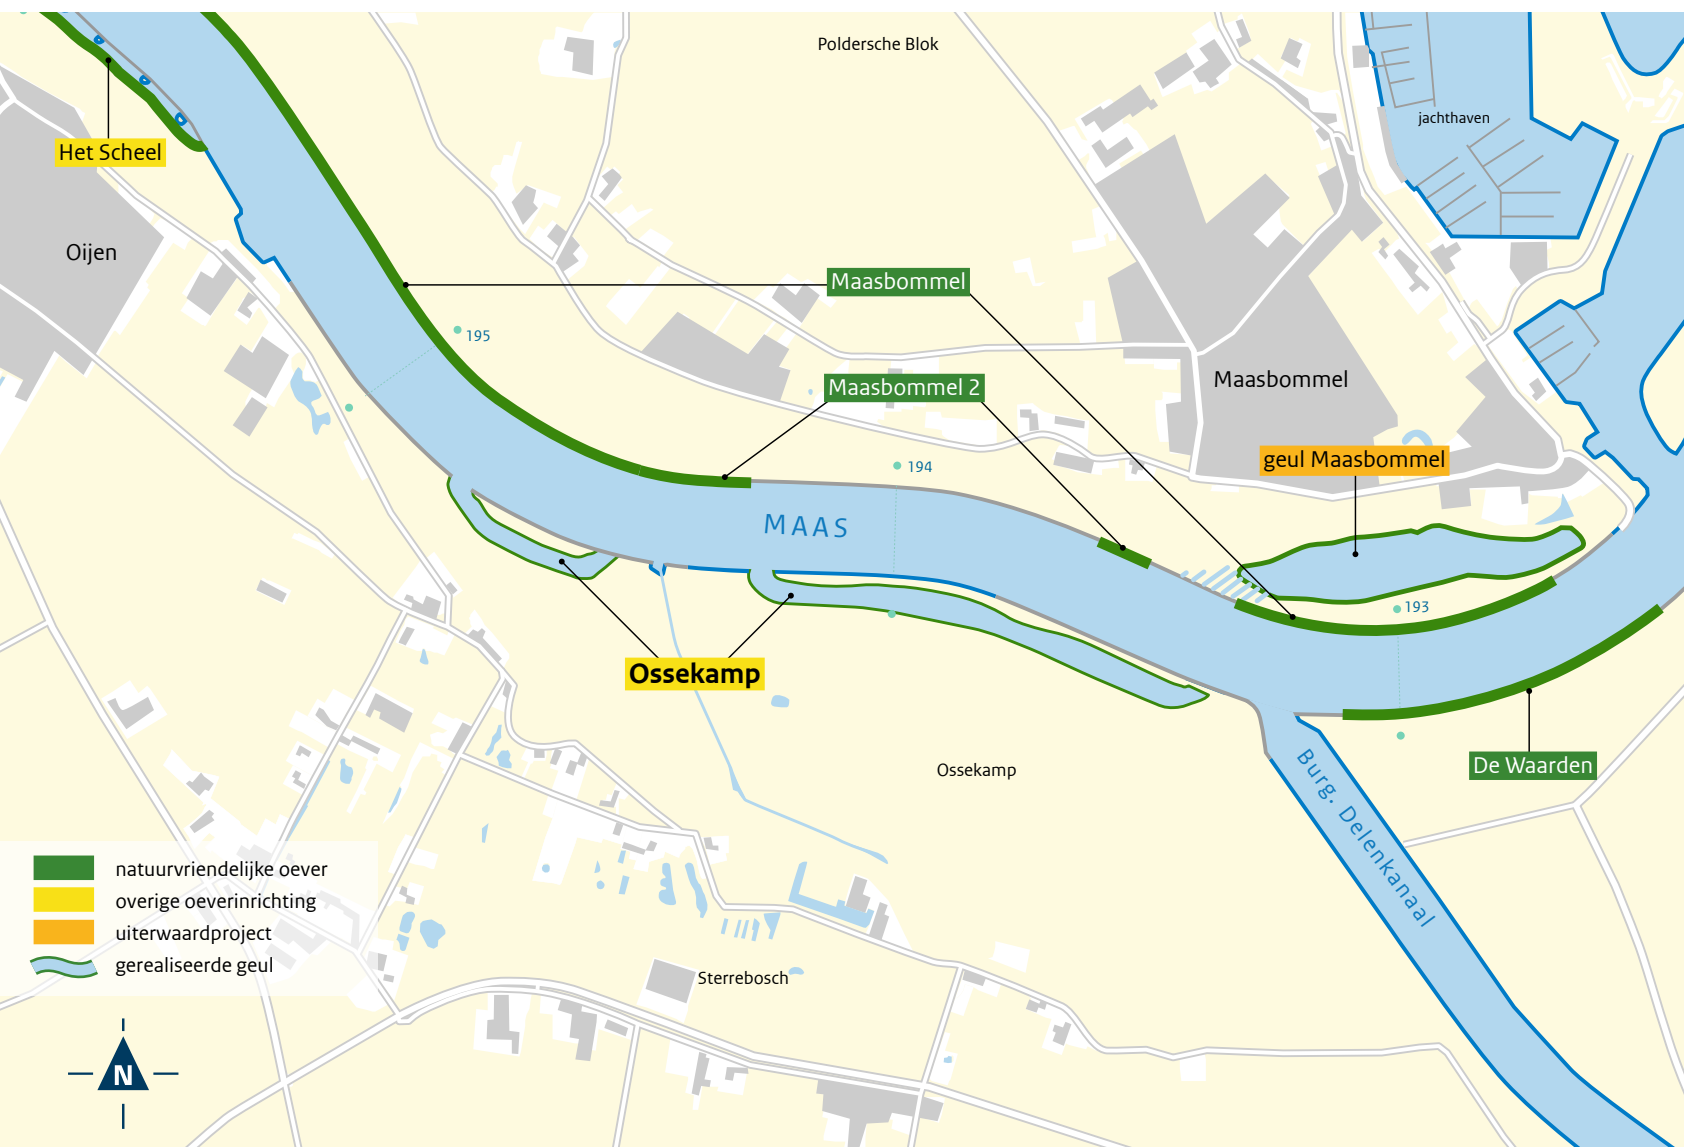 Poldersche Blok
jachthaven
Het Scheel
Oijen
Maasbommel
195
Maasbommel 2
Maasbommel
geul Maasbommel
194
MAAS
193
Ossekamp
De Waarden
Ossekamp
Burg. Delenkanaal
natuurvriendelijke oever
overige oeverinrichting
uiterwaardproject
gerealiseerde geul
Sterrebosch
N